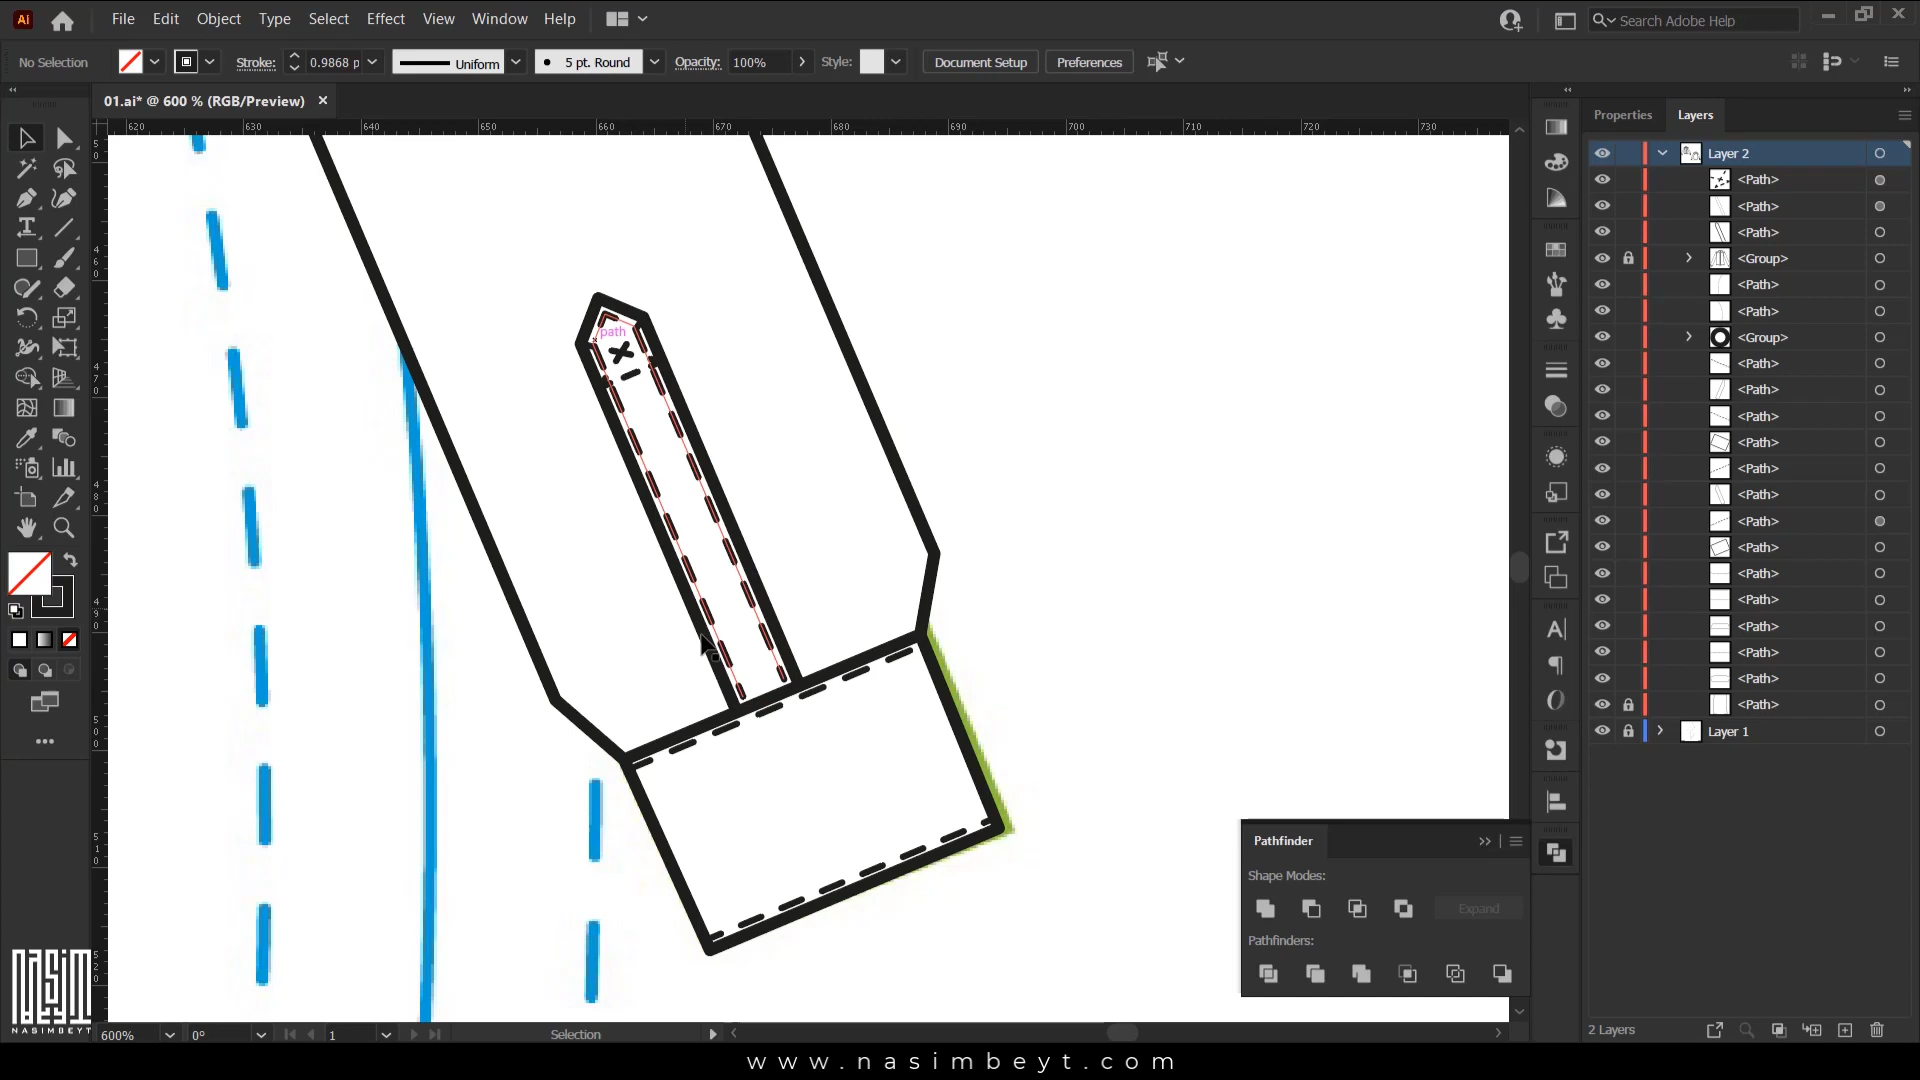 Ai File Edit Object Type Select Effect View Window Help Search Adobe Help
No Selection Stroke: 0.9868 p Uniform 5 pt. Round Opacity: 100% Style: Document Setup Preferences
01.ai* @ 600 % (RGB/Preview) ×
Properties Layers
620 630 640 650 660 670 680 690 700 710 720 730
Layer 2
<Path>
<Path>
<Path>
<Group>
<Path>
<Path>
<Group>
<Path>
<Path>
<Path>
<Path>
<Path>
<Path>
<Path>
<Path>
<Path>
<Path>
<Path>
<Path>
<Path>
<Path>
Layer 1
path
Pathfinder
Shape Modes:
Expand
Pathfinders:
NASIMBEYT
600% 0° 1 Selection
2 Layers
www.nasimbeyt.com